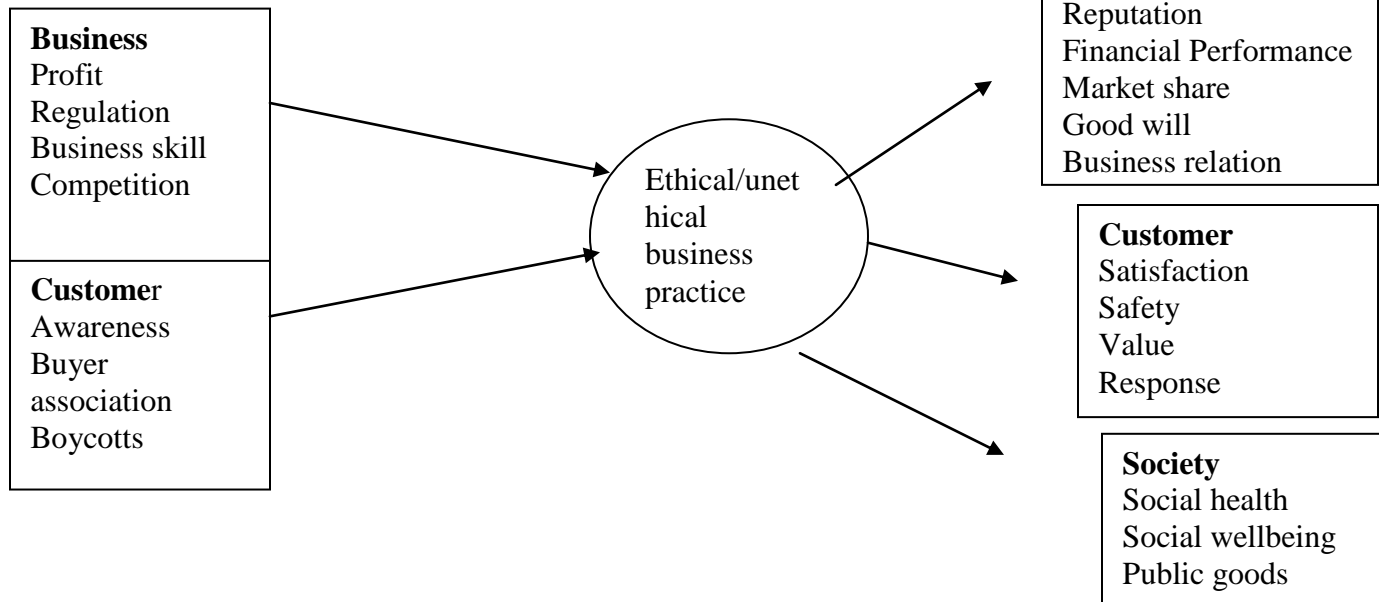 Business
Profit
Regulation
Business skill
Competition
Customer
Awareness
Buyer
association
Boycotts
Ethical/unet
hical
business
practice
Reputation
Financial Performance
Market share
Good will
Business relation
Customer
Satisfaction
Safety
Value
Response
Society
Social health
Social wellbeing
Public goods